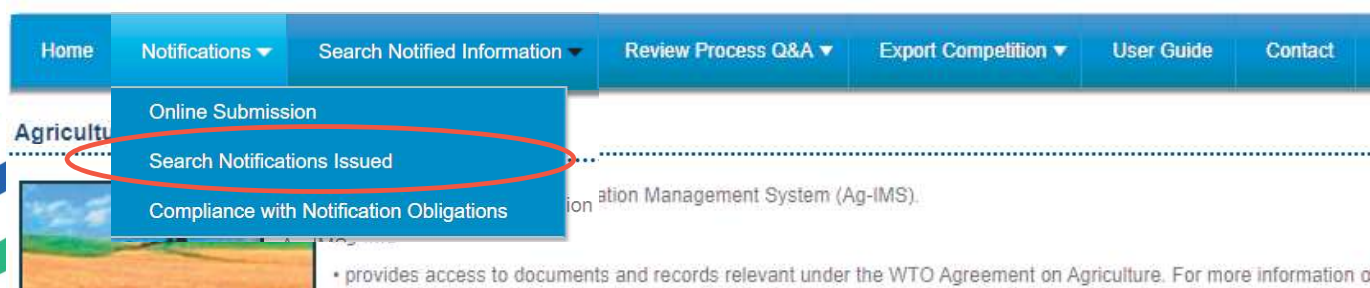 Home Notifications Search Notified Information Review Process Q&A Export Competition User Guide Contact
Online Submission
Agricultu
Search Notifications Issued
Compliance with Notification Obligations
ion ation Management System (Ag-IMS).
• provides access to documents and records relevant under the WTO Agreement on Agriculture. For more information o